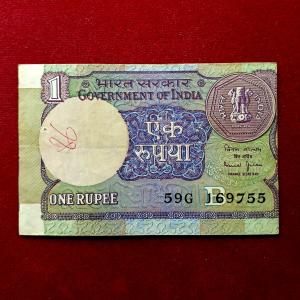 1
भारत सरकार
GOVERNMENT OF INDIA
एक
रुपया
ONE RUPEE
59G 169755
B